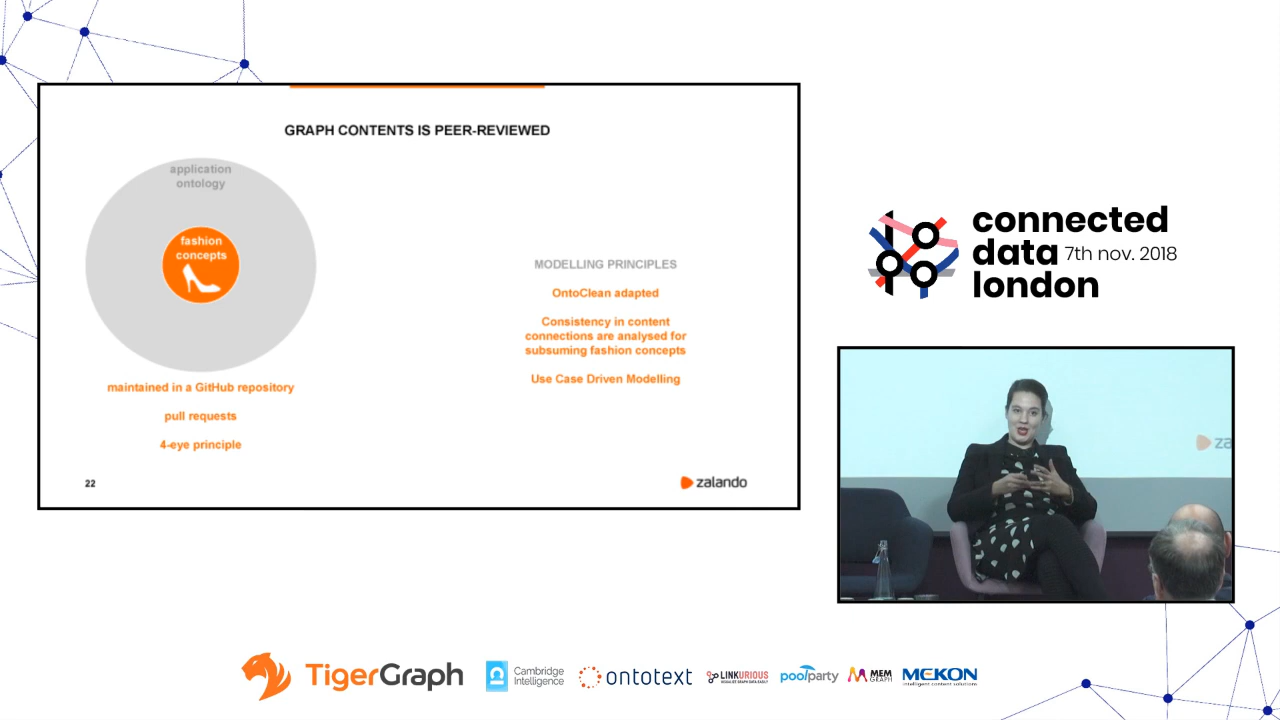 GRAPH CONTENTS IS PEER-REVIEWED
application
ontology
fashion
concepts
maintained in a GitHub repository
pull requests
4-eye principle
MODELLING PRINCIPLES
OntoClean adapted
Consistency in content
connections are analysed for
subsuming fashion concepts
Use Case Driven Modelling
22
zalando
connected
data 7th nov. 2018
london
za
TigerGraph
Cambridge
Intelligence
ontotext
LINKURIOUS
poolparty
MEM
GRAPH
MEKON
intelligent content solutions